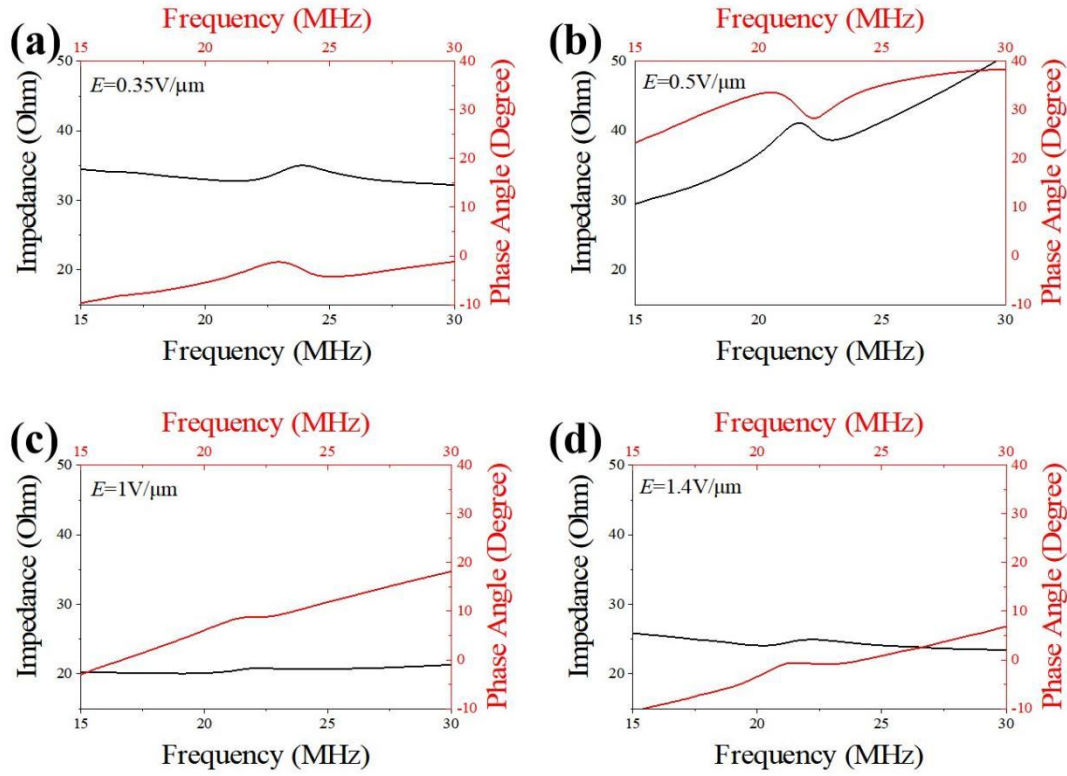 Frequency (MHz)
(a)
15 20 25 30
E=0.35V/μm
50
40
30
20
Impedance (Ohm)
40
30
20
10
0
-10
Phase Angle (Degree)
15 20 25 30
Frequency (MHz)
Frequency (MHz)
(b)
15 20 25 30
E=0.5V/μm
50
40
30
20
Impedance (Ohm)
40
30
20
10
0
-10
Phase Angle (Degree)
15 20 25 30
Frequency (MHz)
Frequency (MHz)
(c)
15 20 25 30
E=1V/μm
50
40
30
20
Impedance (Ohm)
40
30
20
10
0
-10
Phase Angle (Degree)
15 20 25 30
Frequency (MHz)
Frequency (MHz)
(d)
15 20 25 30
E=1.4V/μm
50
40
30
20
Impedance (Ohm)
40
30
20
10
0
-10
Phase Angle (Degree)
15 20 25 30
Frequency (MHz)